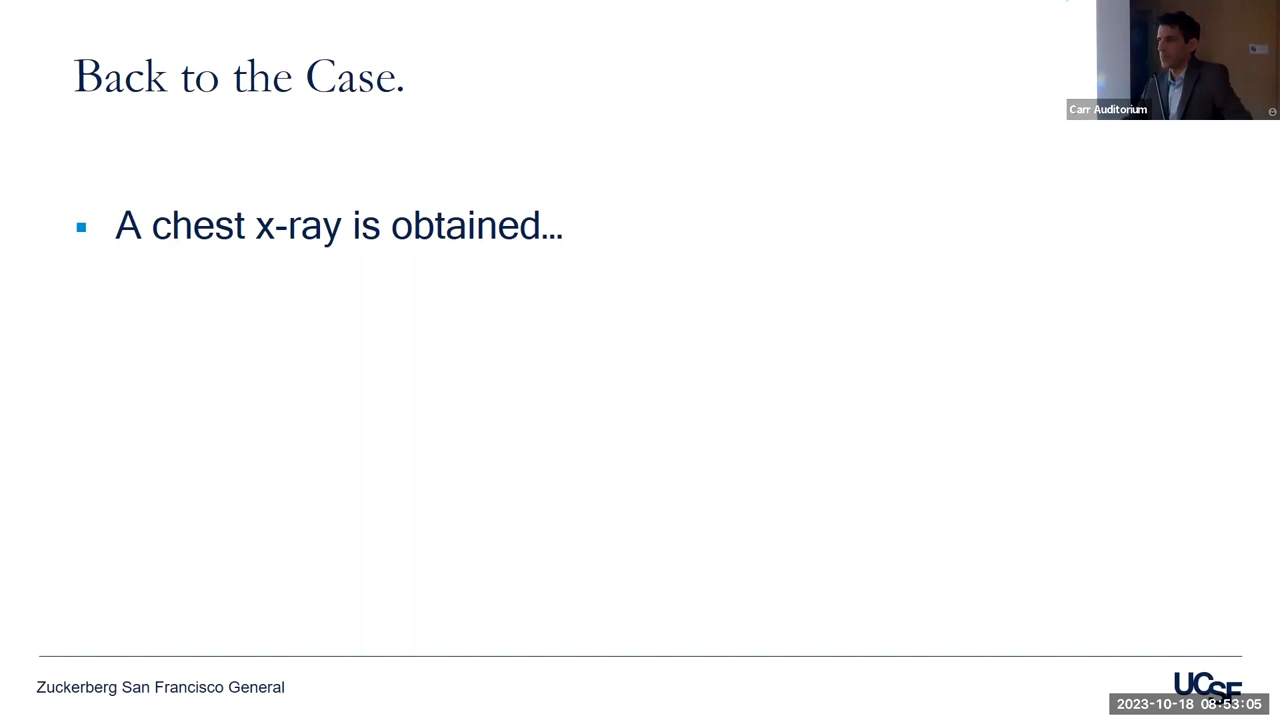 Back to the Case.
Carr Auditorium
A chest x-ray is obtained...
Zuckerberg San Francisco General
UCSF
2023-10-18 08:53:05